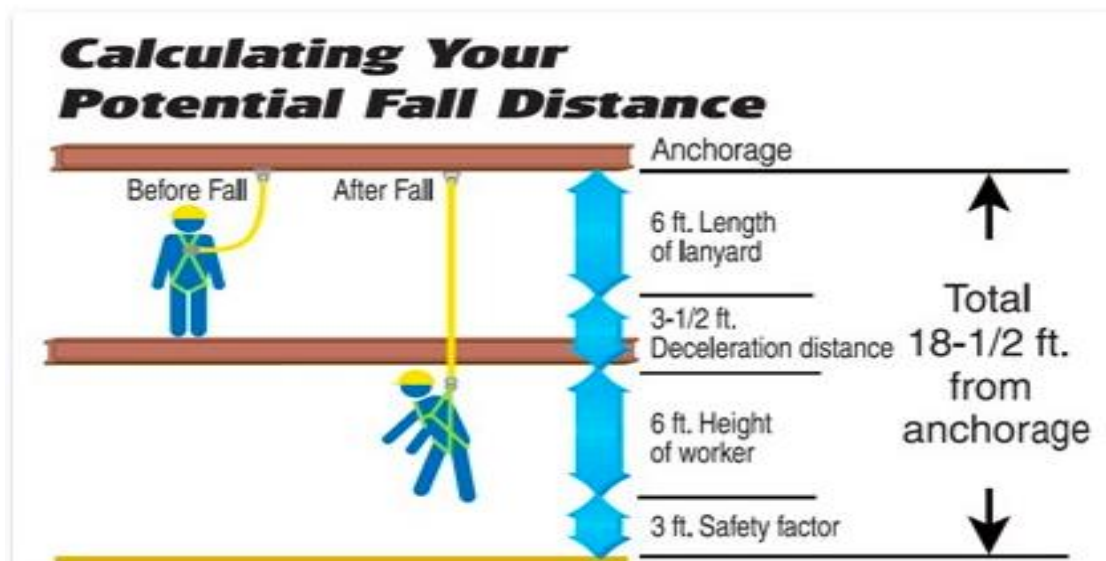 Calculating Your
Potential Fall Distance
Anchorage
Before Fall
After Fall
6 ft. Length
of lanyard
3-1/2 ft.
Deceleration distance
6 ft. Height
of worker
3 ft. Safety factor
Total
18-1/2 ft.
from
anchorage